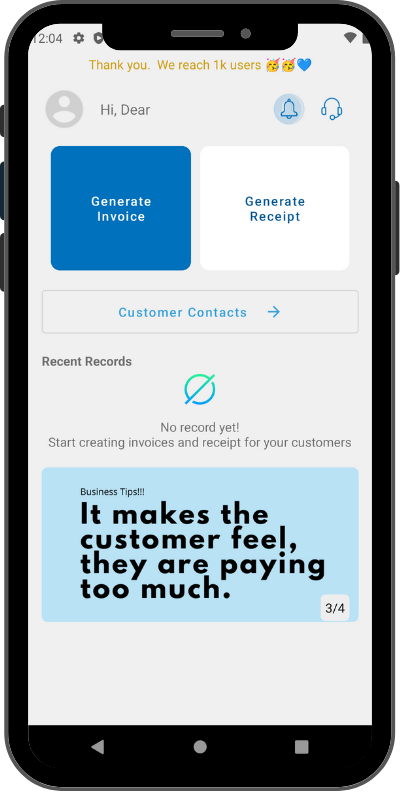 12:04
Thank you. We reach 1k users 🥳🥳💙
Hi, Dear
Generate
Invoice
Generate
Receipt
Customer Contacts
Recent Records
No record yet!
Start creating invoices and receipt for your customers
Business Tips!!!
It makes the
customer feel,
they are paying
too much.
3/4